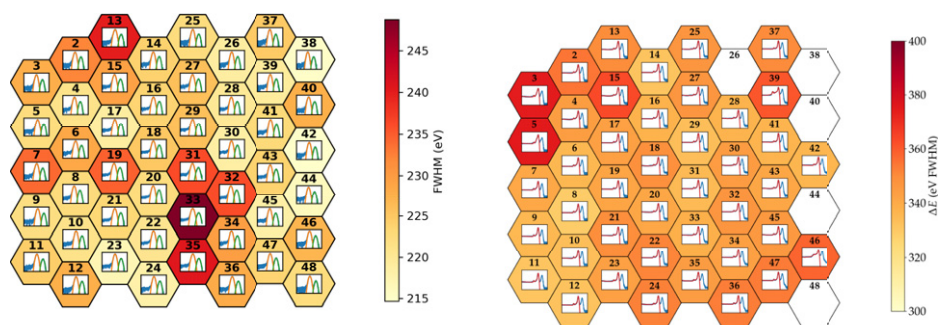 13 25 37
2 14 26 38
3 15 27 39
4 16 28 40
5 17 29 41
6 18 30 42
7 19 31 43
8 20 32 44
9 21 33 45
10 22 34 46
11 23 35 47
12 24 36 48
245
240
235
230
225
220
215
FWHM (eV)
13 25 37
2 14 26 38
3 15 27 39
4 16 28 40
5 17 29 41
6 18 30 42
7 19 31 43
8 20 32 44
9 21 33 45
10 22 34 46
11 23 35 47
12 24 36 48
400
380
360
340
320
300
ΔE (eV FWHM)